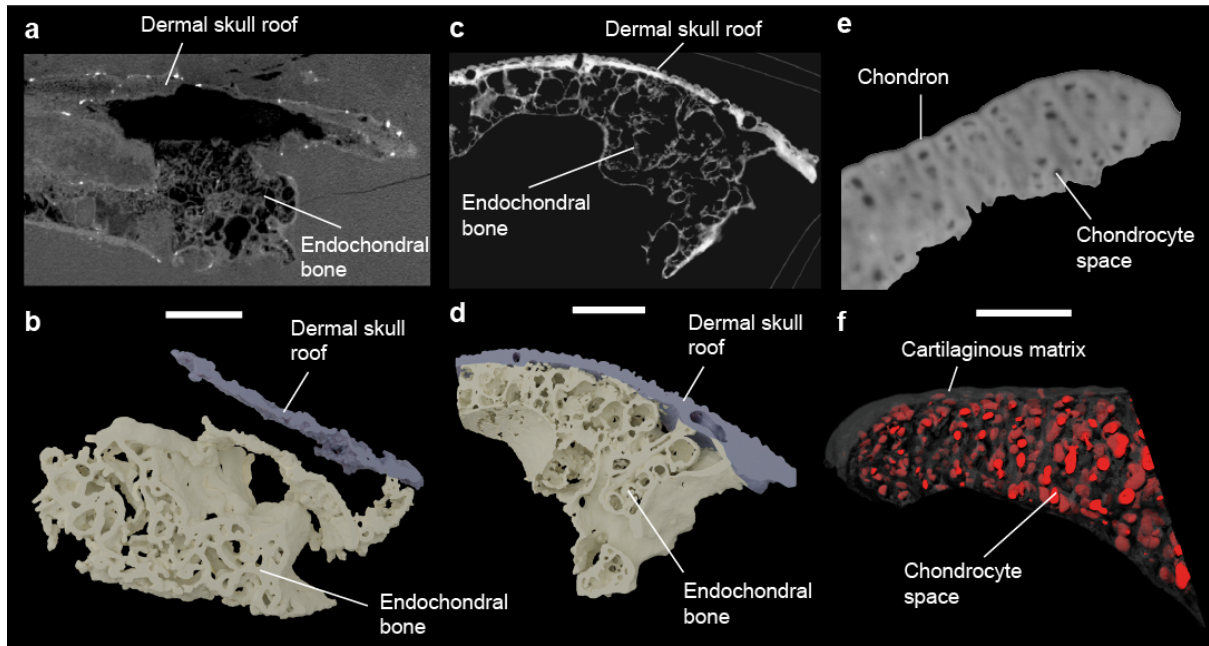 a
Dermal skull roof
Endochondral
bone
b
Dermal skull
roof
Endochondral
bone
c
Dermal skull roof
Endochondral
bone
d
Dermal skull
roof
Endochondral
bone
e
Chondron
Chondrocyte
space
f
Cartilaginous matrix
Chondrocyte
space